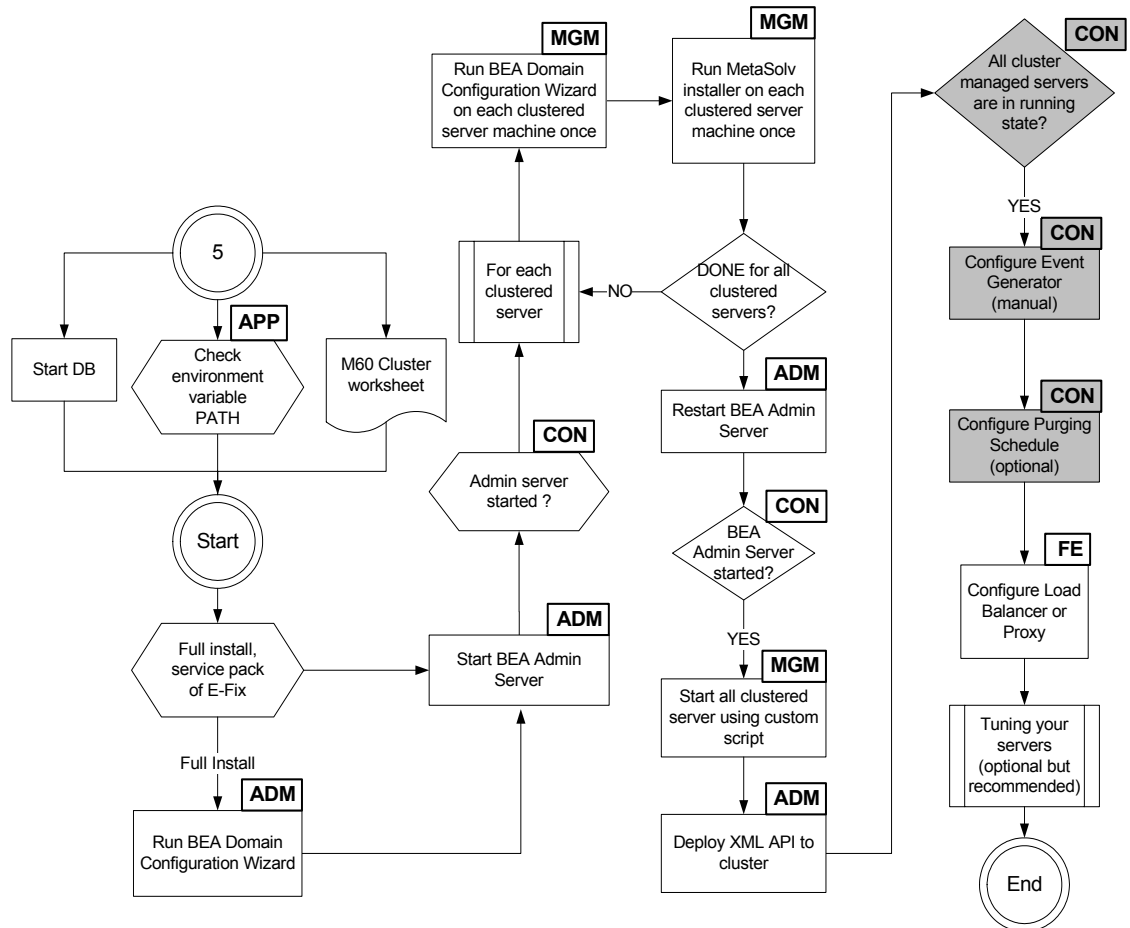 5
Start DB
APP
Check
environment
variable
PATH
M60 Cluster
worksheet
Start
Full install,
service pack
of E-Fix
Full Install
ADM
Run BEA Domain
Configuration Wizard
ADM
Start BEA Admin
Server
CON
Admin server
started ?
For each
clustered
server
MGM
Run BEA Domain
Configuration Wizard
on each clustered
server machine once
MGM
Run MetaSolv
installer on each
clustered server
machine once
DONE for all
clustered
servers?
NO
ADM
Restart BEA Admin
Server
CON
BEA
Admin Server
started?
YES
MGM
Start all clustered
server using custom
script
ADM
Deploy XML API to
cluster
CON
All cluster
managed servers
are in running
state?
YES
CON
Configure Event
Generator
(manual)
CON
Configure Purging
Schedule
(optional)
FE
Configure Load
Balancer or
Proxy
Tuning your
servers
(optional but
recommended)
End